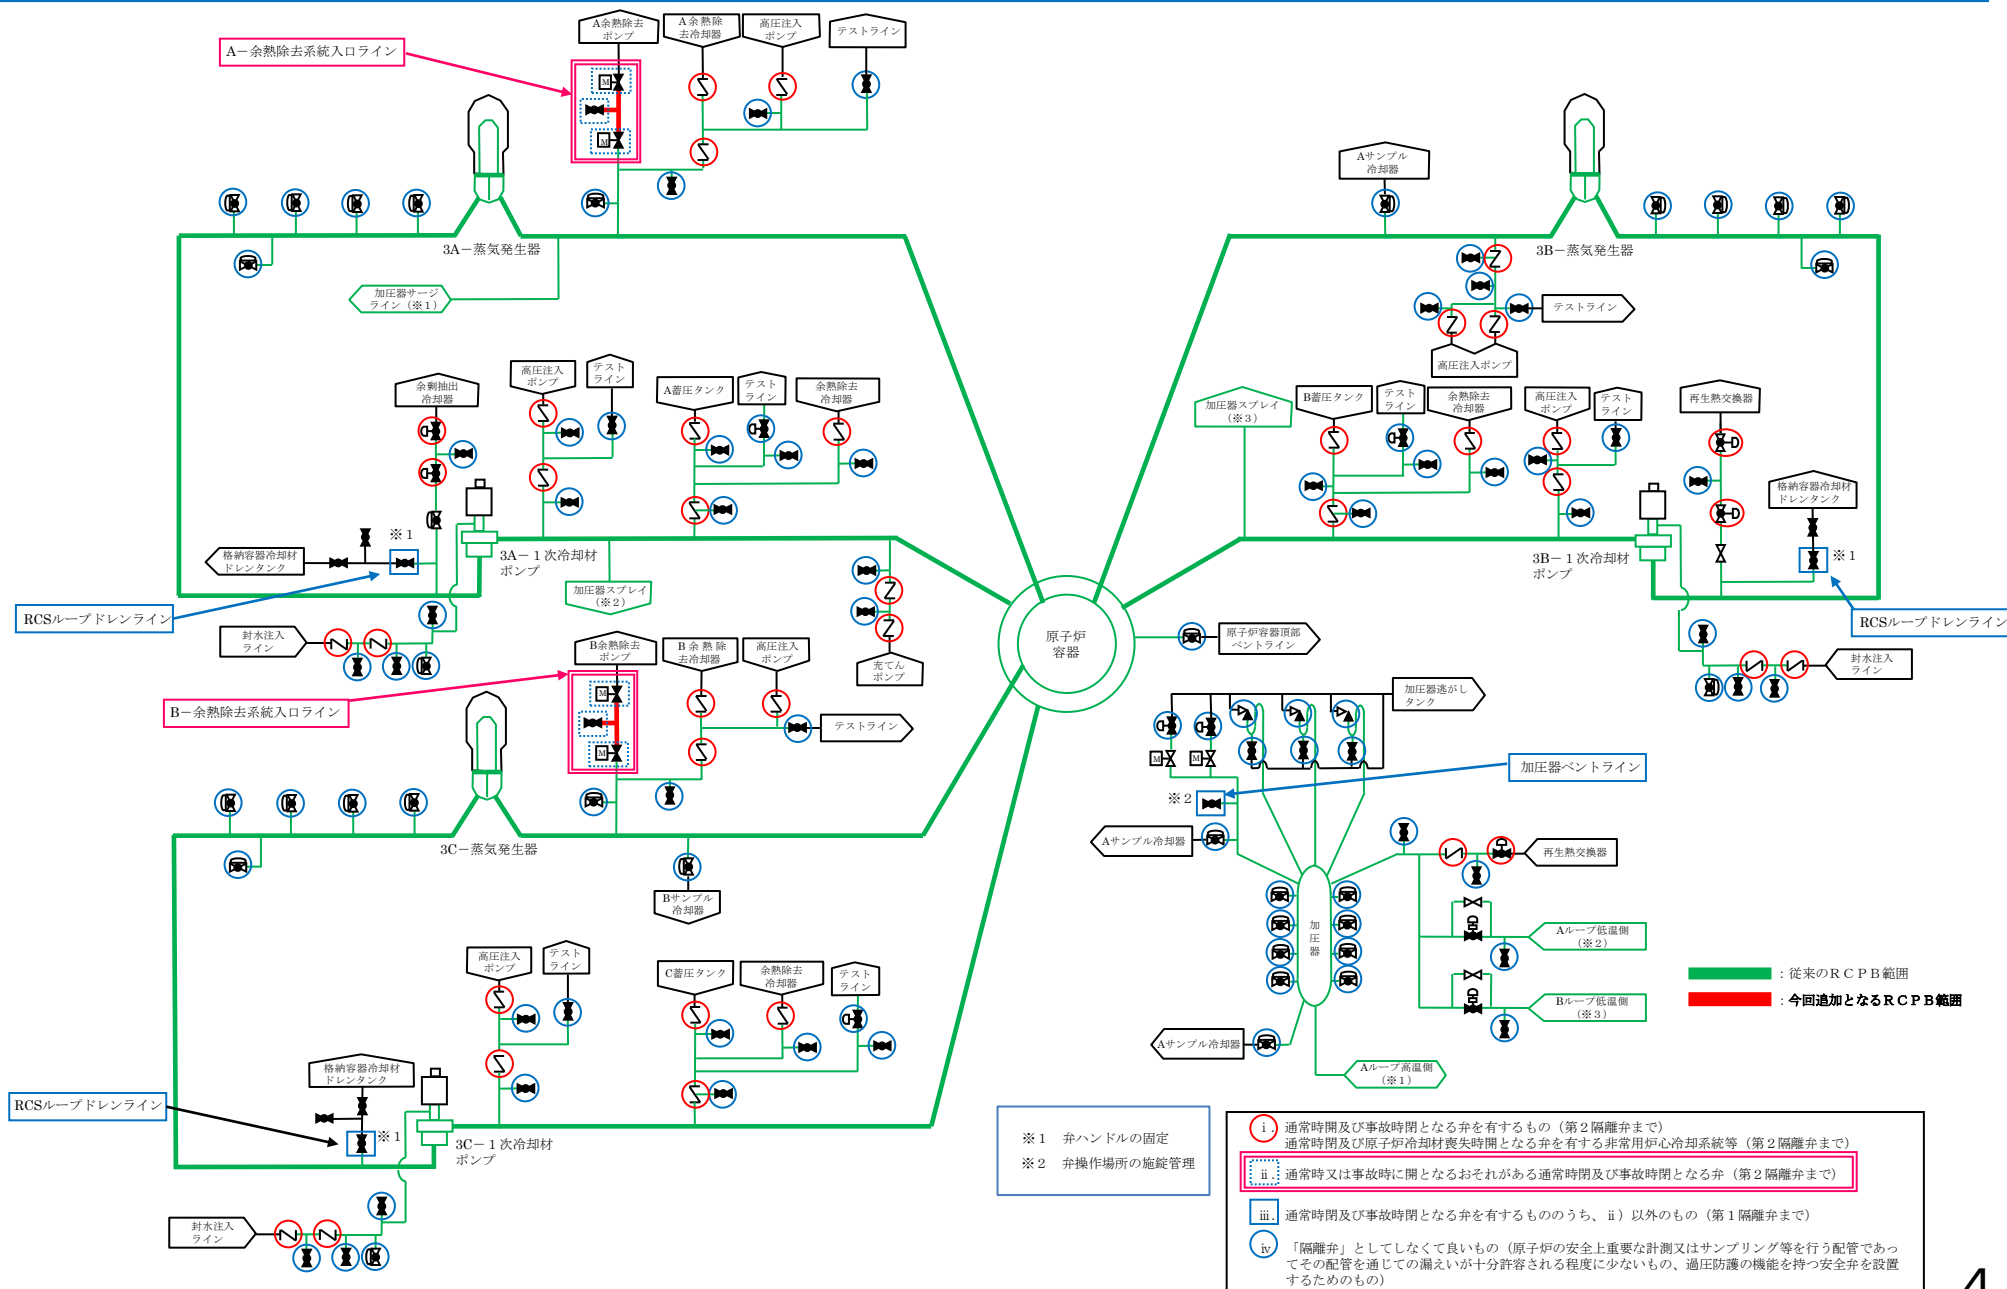 A余熱除去
ポンプ
A余熱除
去冷却器
高圧注入
ポンプ
テストライン
A－余熱除去系統入口ライン
M
M
3A－蒸気発生器
加圧器サージ
ライン（※１）
Aサンプル
冷却器
3B－蒸気発生器
テストライン
高圧注入ポンプ
余剰抽出
冷却器
高圧注入
ポンプ
テスト
ライン
A蓄圧タンク
テスト
ライン
余熱除去
冷却器
加圧器スプレイ
（※３）
B蓄圧タンク
テスト
ライン
余熱除去
冷却器
高圧注入
ポンプ
テスト
ライン
再生熱交換器
格納容器冷却材
ドレンタンク
※１
格納容器冷却材
ドレンタンク
※１
3A－１次冷却材
ポンプ
3B－１次冷却材
ポンプ
加圧器スプレイ
（※２）
RCSループドレンライン
RCSループドレンライン
封水注入
ライン
封水注入
ライン
原子炉
容器
原子炉容器頂部
ベントライン
充てん
ポンプ
B余熱除去
ポンプ
B余熱除
去冷却器
高圧注入
ポンプ
テストライン
B－余熱除去系統入口ライン
M
M
加圧器逃がし
タンク
M
M
加圧器ベントライン
※２
Aサンプル冷却器
再生熱交換器
3C－蒸気発生器
Bサンプル
冷却器
加
圧
器
Aループ低温側
（※２）
Bループ低温側
（※３）
Aサンプル冷却器
Aループ高温側
（※１）
：従来のＲＣＰＢ範囲
：今回追加となるＲＣＰＢ範囲
高圧注入
ポンプ
テスト
ライン
C蓄圧タンク
余熱除去
冷却器
テスト
ライン
格納容器冷却材
ドレンタンク
RCSループドレンライン
※１
3C－１次冷却材
ポンプ
封水注入
ライン
※１　弁ハンドルの固定
※２　弁操作場所の施錠管理
ⅰ．通常時開及び事故時閉となる弁を有するもの（第２隔離弁まで）
通常時閉及び原子炉冷却材喪失時開となる弁を有する非常用炉心冷却系統等（第２隔離弁まで）
ⅱ．通常時又は事故時に開となるおそれがある通常時閉及び事故時閉となる弁（第２隔離弁まで）
ⅲ．通常時閉及び事故時閉となる弁を有するもののうち、ⅱ）以外のもの（第１隔離弁まで）
ⅳ　「隔離弁」としてしなくて良いもの（原子炉の安全上重要な計測又はサンプリング等を行う配管であっ
てその配管を通じての漏えいが十分許容される程度に少ないもの、過圧防護の機能を持つ安全弁を設置
するためのもの）
4